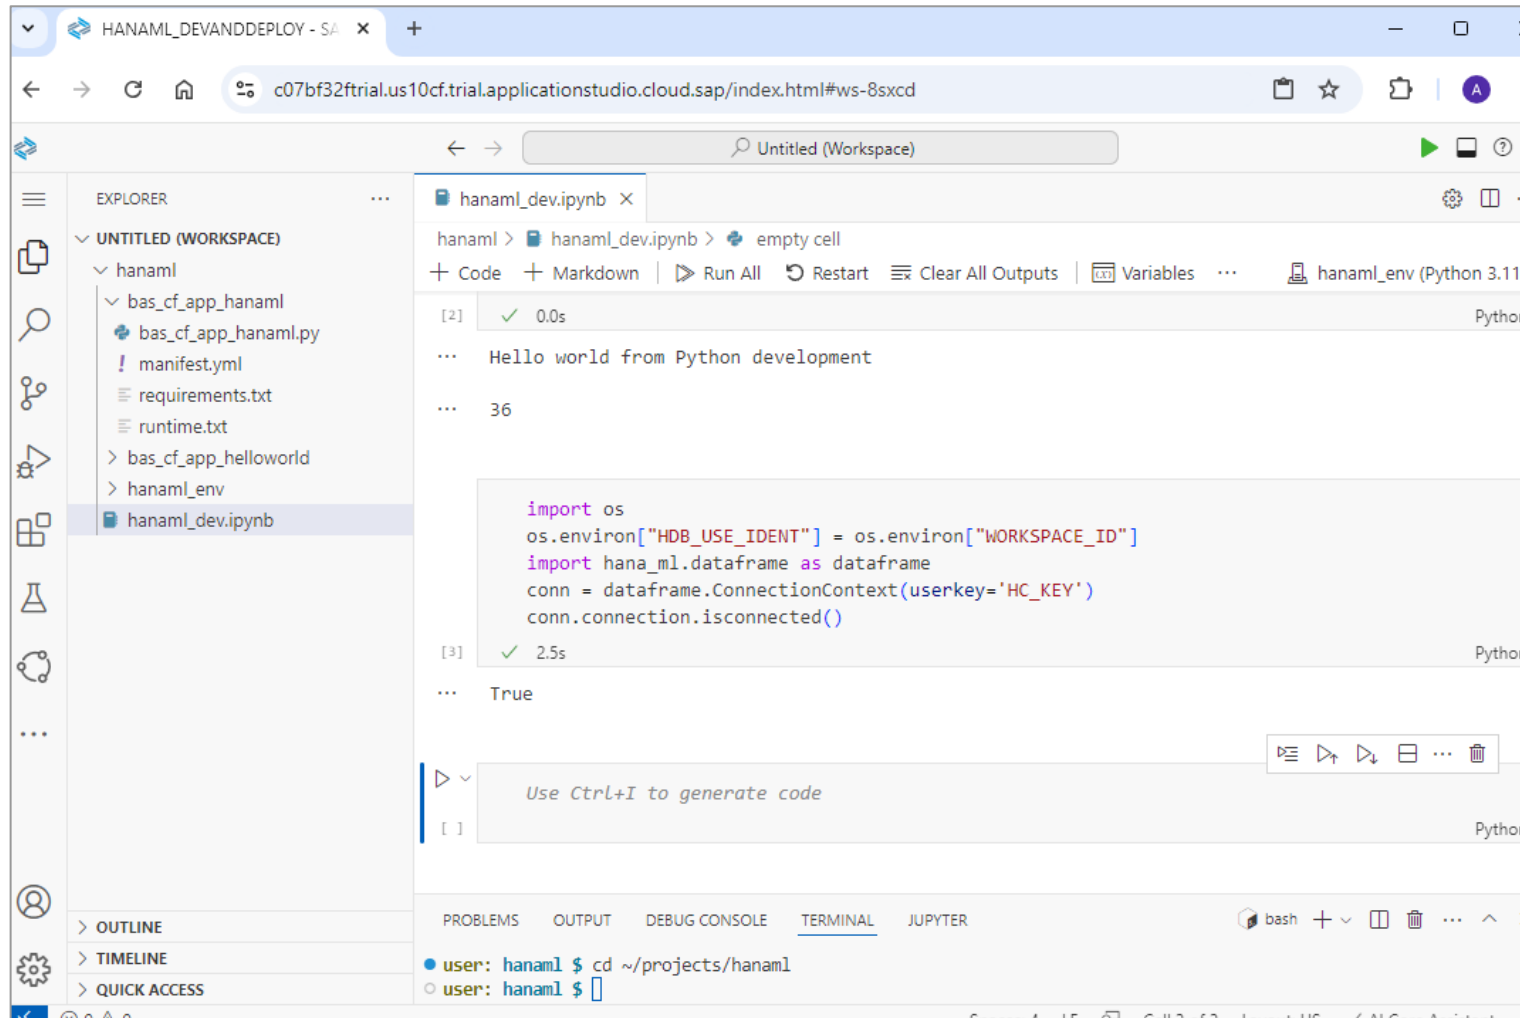 HANAML_DEVANDDEPLOY - SA
c07bf32ftrial.us10cf.trial.applicationstudio.cloud.sap/index.html#ws-8sxcd
A
Untitled (Workspace)
EXPLORER
UNTITLED (WORKSPACE)
hanaml
bas_cf_app_hanaml
bas_cf_app_hanaml.py
! manifest.yml
requirements.txt
runtime.txt
bas_cf_app_helloworld
hanaml_env
hanaml_dev.ipynb
OUTLINE
TIMELINE
QUICK ACCESS
hanaml_dev.ipynb
hanaml > hanaml_dev.ipynb > empty cell
+ Code + Markdown Run All Restart Clear All Outputs Variables ... hanaml_env (Python 3.11
[2] 0.0s
... Hello world from Python development
... 36
import os
os.environ["HDB_USE_IDENT"] = os.environ["WORKSPACE_ID"]
import hana_ml.dataframe as dataframe
conn = dataframe.ConnectionContext(userkey='HC_KEY')
conn.connection.isconnected()
[3] 2.5s
... True
Use Ctrl+I to generate code
[ ]
PROBLEMS OUTPUT DEBUG CONSOLE TERMINAL JUPYTER bash
user: hanaml $ cd ~/projects/hanaml
user: hanaml $